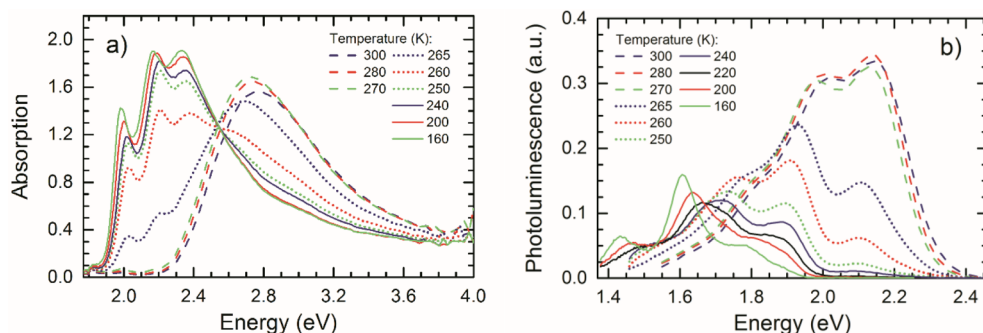 a)
Temperature (K):
300 265
280 260
270 250
240
200
160
2.0
1.6
1.2
0.8
0.4
0.0
Absorption
2.0 2.4 2.8 3.2 3.6 4.0
Energy (eV)
b)
Temperature (K):
300 240
280 220
270 200
265 160
260
250
0.4
0.3
0.2
0.1
0.0
Photoluminescence (a.u.)
1.4 1.6 1.8 2.0 2.2 2.4
Energy (eV)